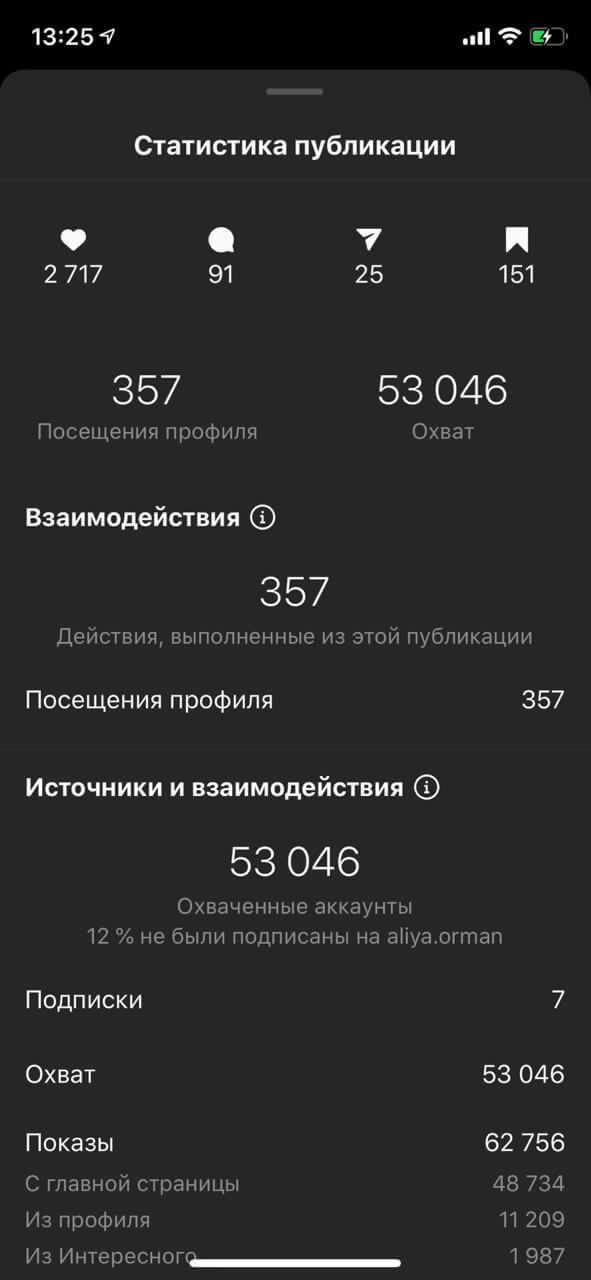 13:25
Статистика публикации
2 717 91 25 151
357 53 046
Посещения профиля Охват
Взаимодействия
357
Действия, выполненные из этой публикации
Посещения профиля 357
Источники и взаимодействия
53 046
Охваченные аккаунты
12 % не были подписаны на aliya.orman
Подписки 7
Охват 53 046
Показы 62 756
С главной страницы 48 734
Из профиля 11 209
Из Интересного 1 987